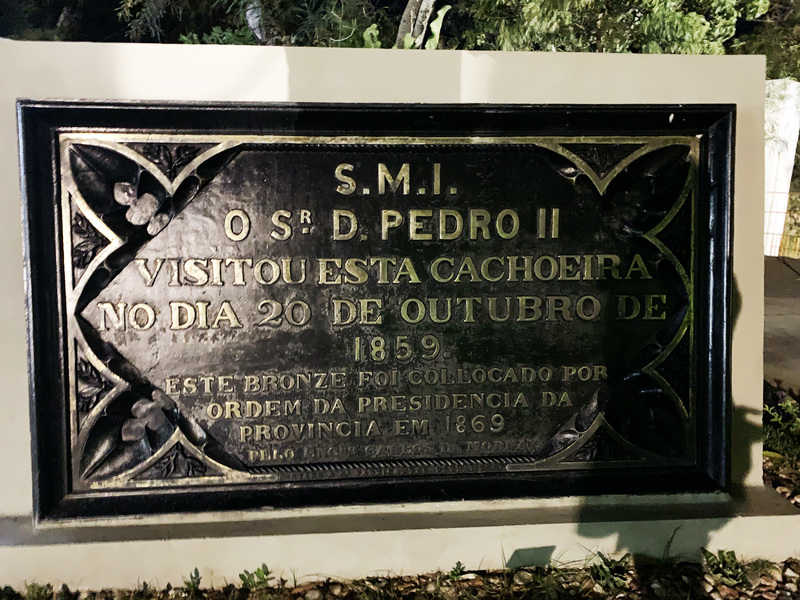 S.M.I.
O SR. D. PEDRO II
VISITOU ESTA CACHOEIRA
NO DIA 20 DE OUTUBRO DE
1859.
ESTE BRONZE FOI COLLOCADO POR
ORDEM DA PRESIDENCIA DA
PROVINCIA EM 1869
PELO